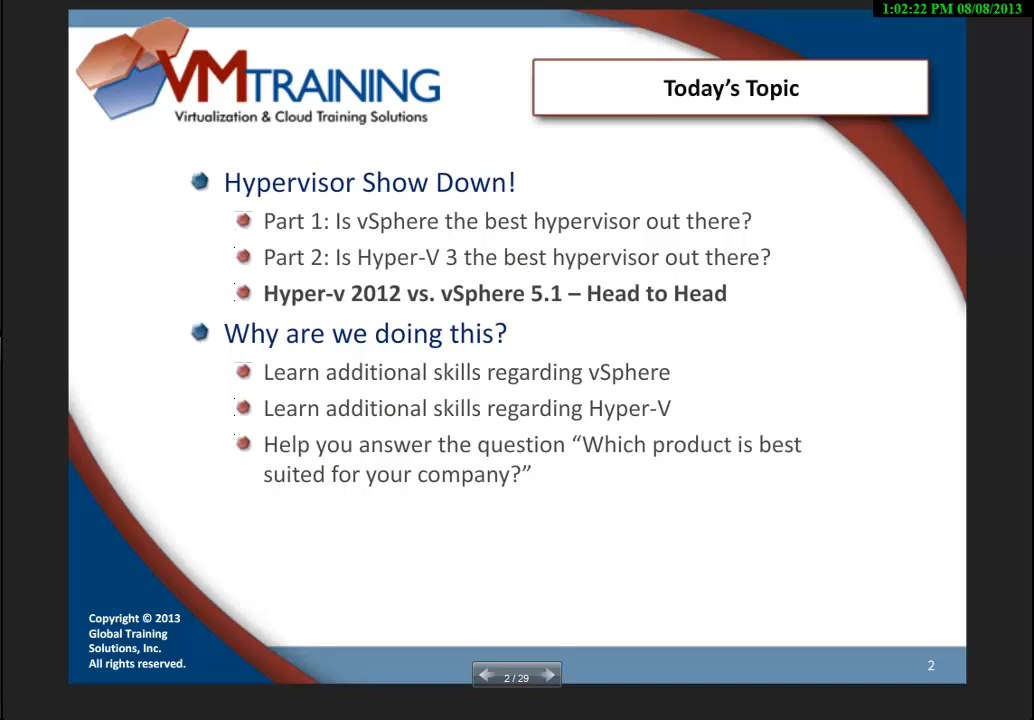 1:02:22 PM 08/08/2013
VMTRAINING
Virtualization & Cloud Training Solutions
Today’s Topic
Hypervisor Show Down!
Part 1: Is vSphere the best hypervisor out there?
Part 2: Is Hyper-V 3 the best hypervisor out there?
Hyper-v 2012 vs. vSphere 5.1 – Head to Head
Why are we doing this?
Learn additional skills regarding vSphere
Learn additional skills regarding Hyper-V
Help you answer the question “Which product is best
suited for your company?”
Copyright © 2013
Global Training
Solutions, Inc.
All rights reserved.
2 / 29
2